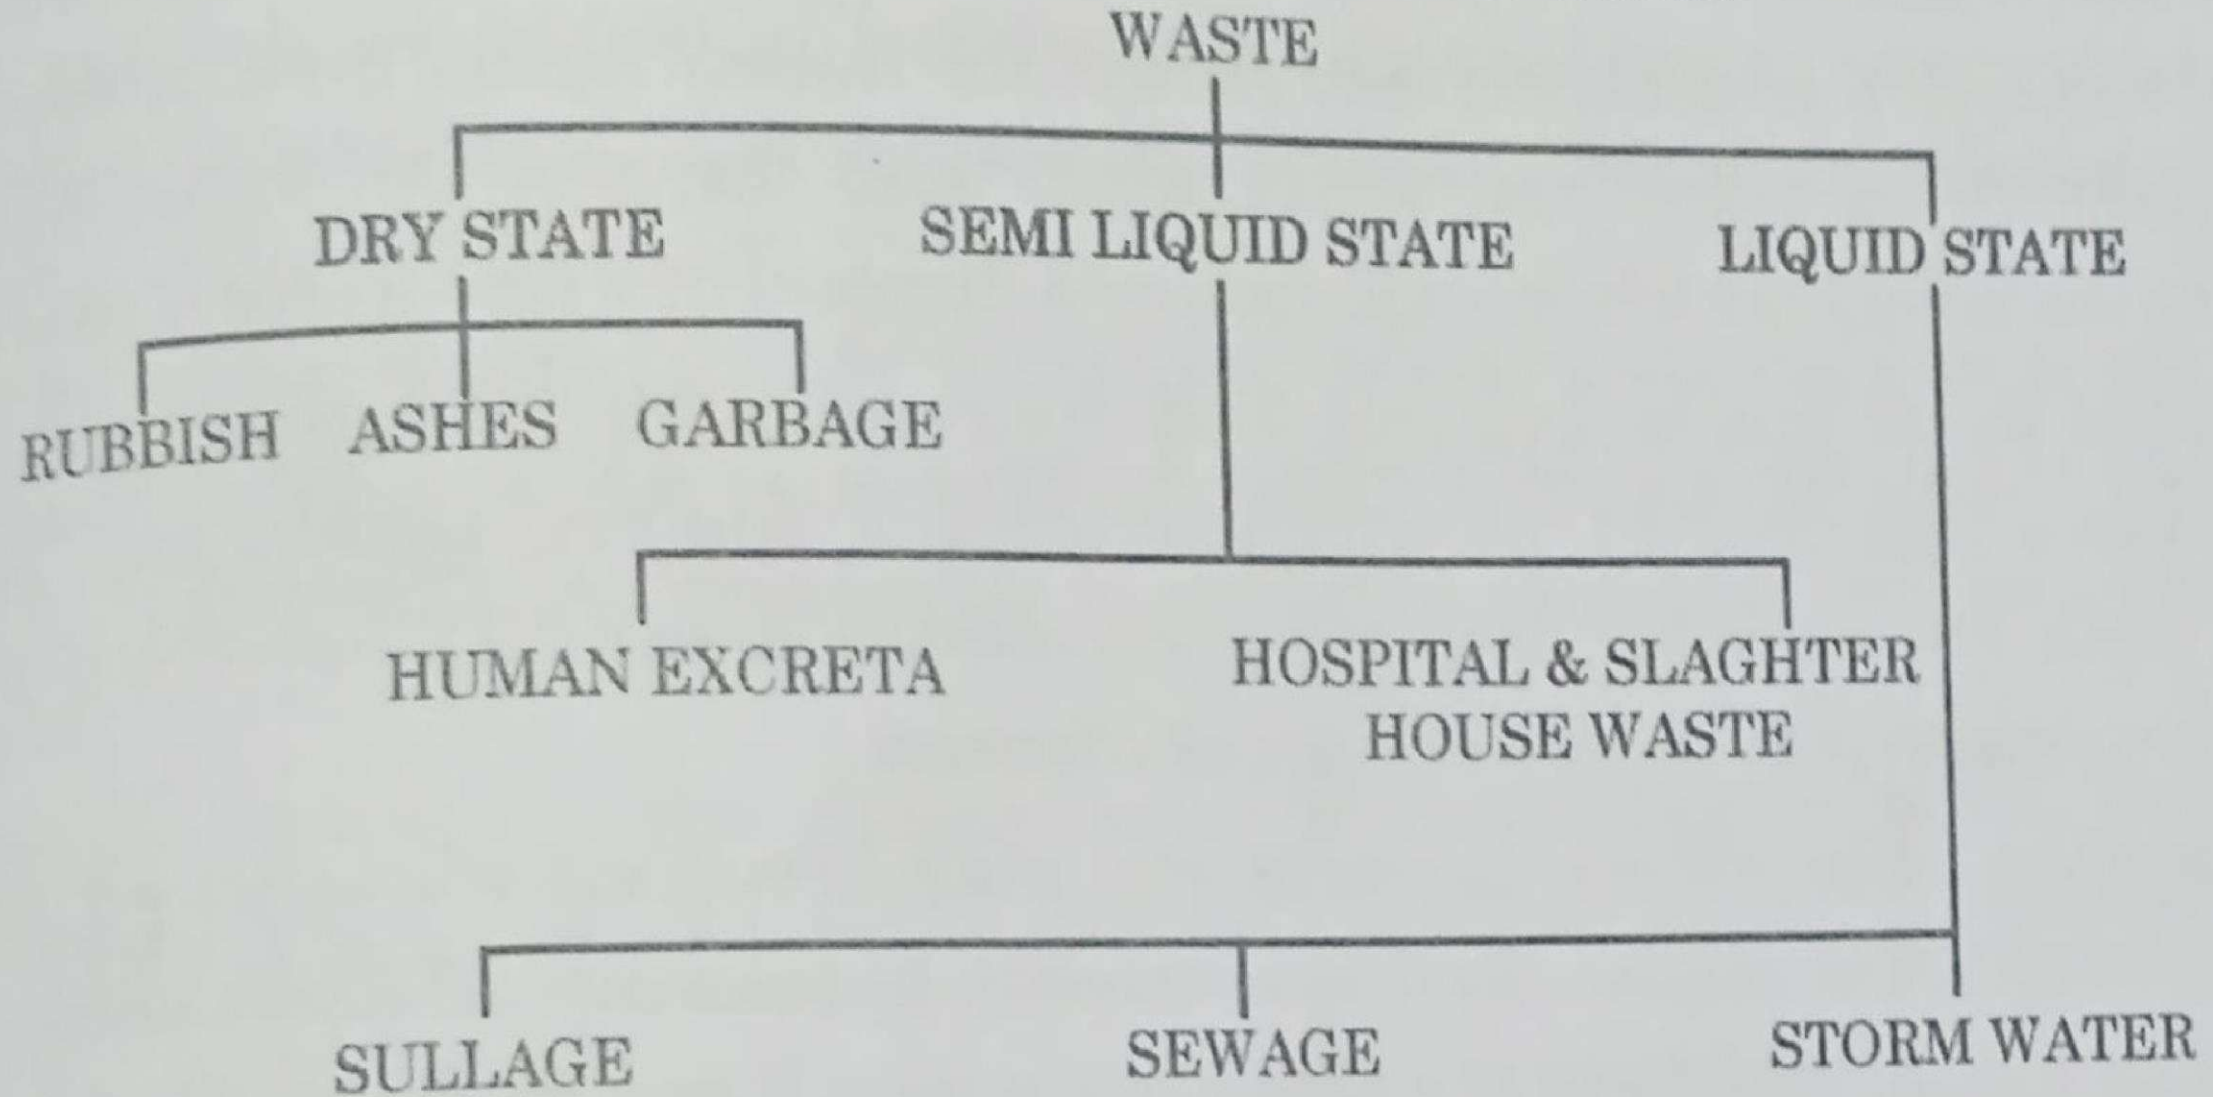 WASTE
DRY STATE
SEMI LIQUID STATE
LIQUID STATE
RUBBISH
ASHES
GARBAGE
HUMAN EXCRETA
HOSPITAL & SLAGHTER
HOUSE WASTE
SULLAGE
SEWAGE
STORM WATER